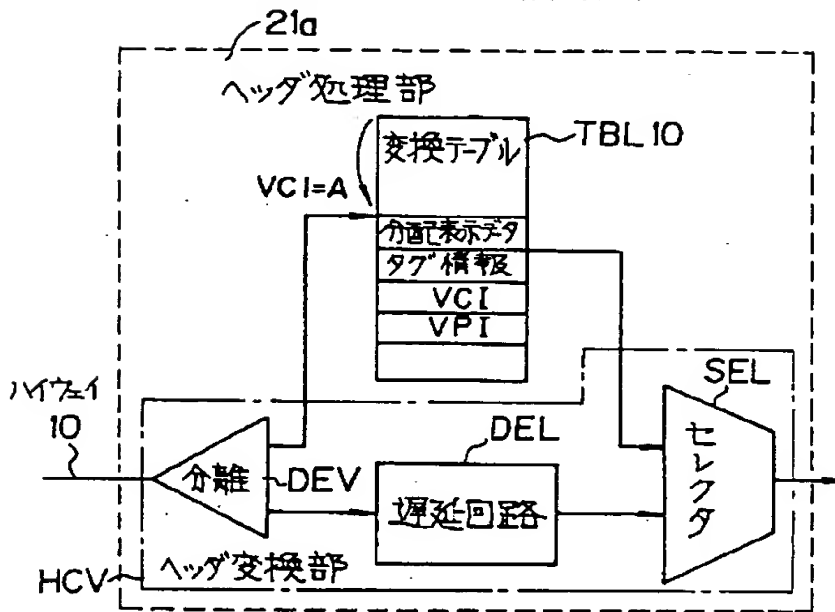 21a
ヘッダ処理部
変換テーブル
TBL10
VCI=A
分配表示データ
タグ情報
VCI
VPI
ハイウェイ
10
分離
DEV
DEL
遅延回路
SEL
セレクタ
HCV
ヘッダ変換部